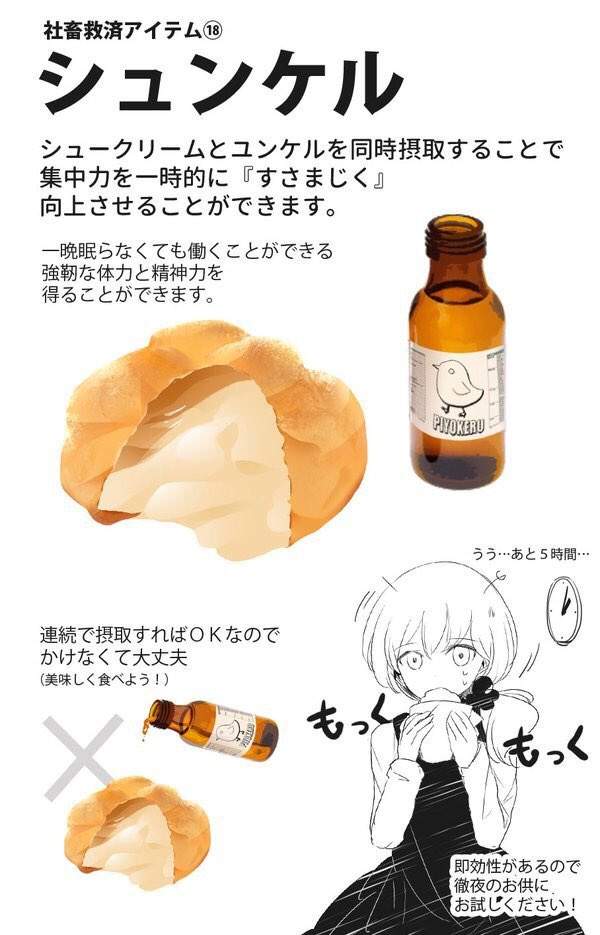 社畜救済アイテム⑱
シュンケル
シュークリームとユンケルを同時摂取することで
集中力を一時的に『すさまじく』
向上させることができます。
一晩眠らなくても働くことができる
強靭な体力と精神力を
得ることができます。
PIYOKERU
うう…あと５時間…
連続で摂取すればＯＫなので
かけなくて大丈夫
（美味しく食べよう！）
もっく
もっく
即効性があるので
徹夜のお供に
お試しください！